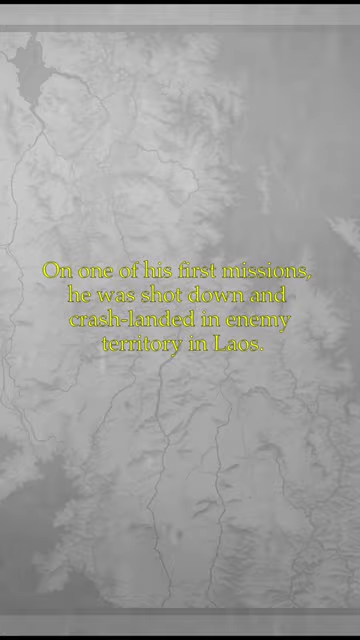 On one of his first missions,
he was shot down and
crash-landed in enemy
territory in Laos.